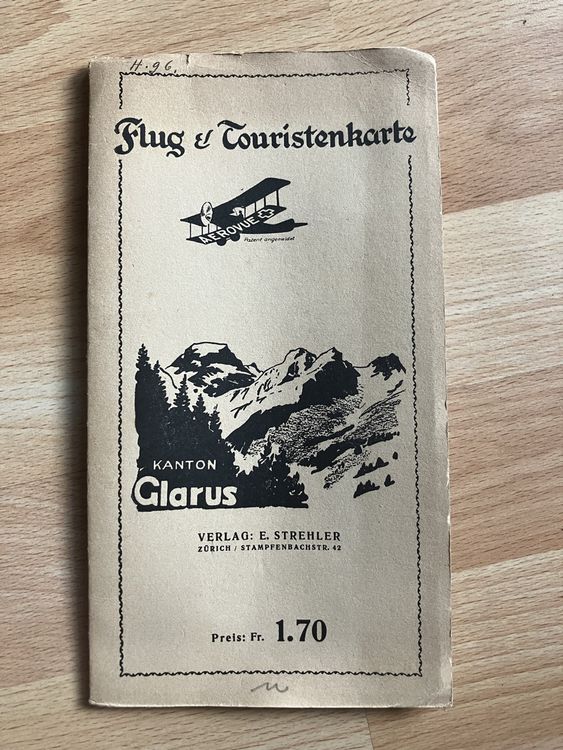 H. 96.
Flug & Touristenkarte
AEROVUE
Patent angemeldet
KANTON
Glarus
VERLAG: E. STREHLER
ZÜRICH / STAMPFENBACHSTR. 42
Preis: Fr. 1.70